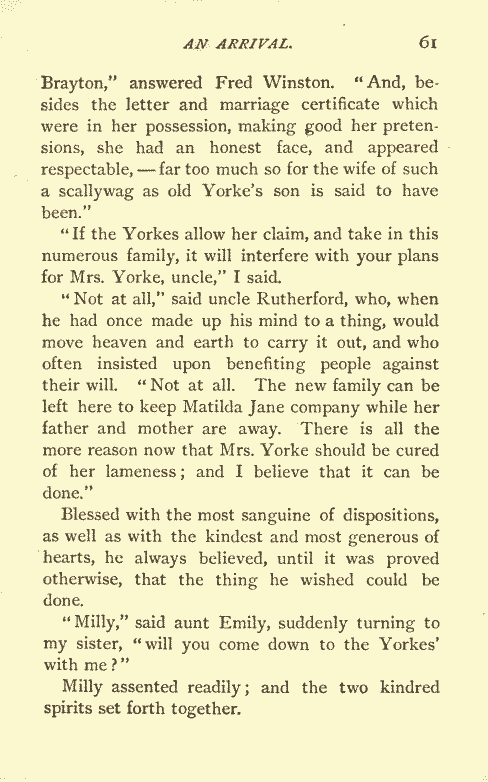 AN ARRIVAL. 61
Brayton," answered Fred Winston. "And, be-
sides the letter and marriage certificate which
were in her possession, making good her preten-
sions, she had an honest face, and appeared
respectable,—far too much so for the wife of such
a scallywag as old Yorke's son is said to have
been."
"If the Yorkes allow her claim, and take in this
numerous family, it will interfere with your plans
for Mrs. Yorke, uncle," I said.
"Not at all," said uncle Rutherford, who, when
he had once made up his mind to a thing, would
move heaven and earth to carry it out, and who
often insisted upon benefiting people against
their will. "Not at all. The new family can be
left here to keep Matilda Jane company while her
father and mother are away. There is all the
more reason now that Mrs. Yorke should be cured
of her lameness; and I believe that it can be
done."
Blessed with the most sanguine of dispositions,
as well as with the kindest and most generous of
hearts, he always believed, until it was proved
otherwise, that the thing he wished could be
done.
"Milly," said aunt Emily, suddenly turning to
my sister, "will you come down to the Yorkes'
with me?"
Milly assented readily; and the two kindred
spirits set forth together.